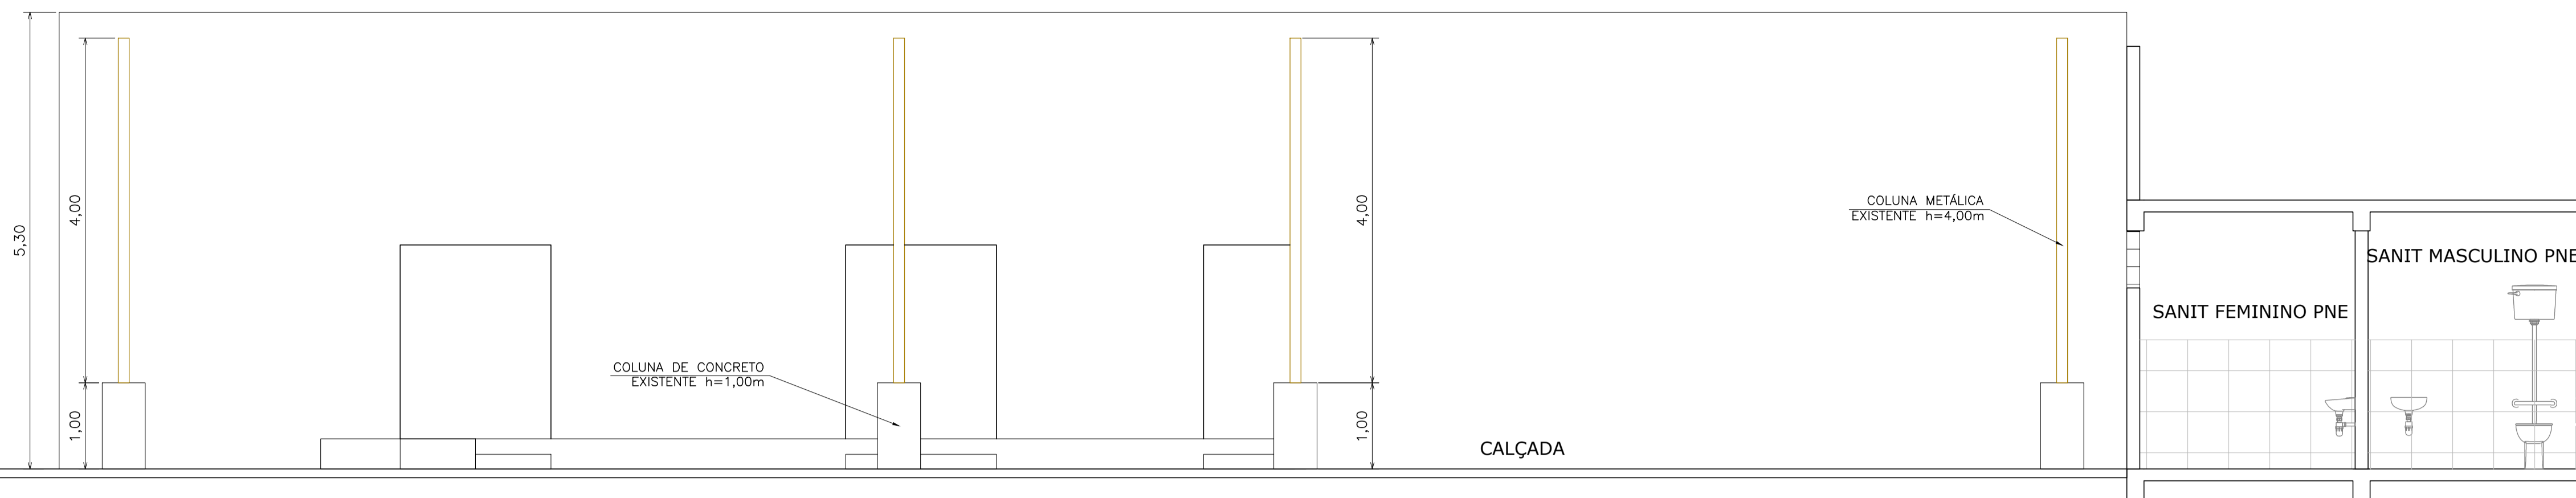 5,30
4,00
1,00
COLUNA DE CONCRETO
EXISTENTE h=1,00m
4,00
1,00
CALÇADA
COLUNA METÁLICA
EXISTENTE h=4,00m
SANIT FEMININO PNE
SANIT MASCULINO PNE